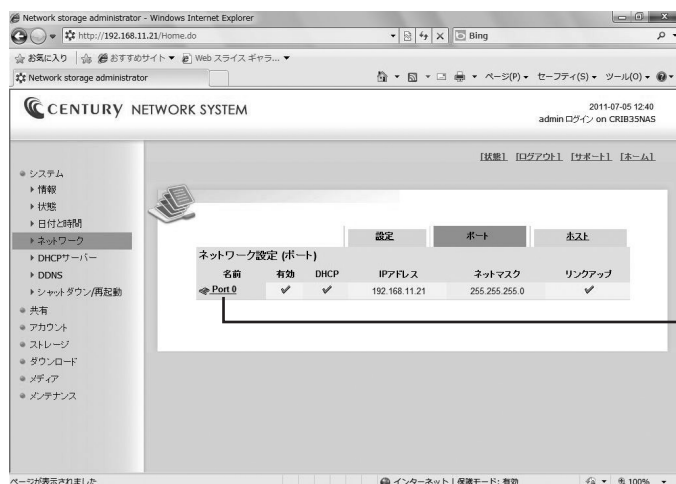 Network storage administrator - Windows Internet Explorer
http://192.168.11.21/Home.do
Bing
お気に入り おすすめサイト ▼ Web スライス ギャラ... ▼
Network storage administrator
ページ(P) ▼ セーフティ(S) ▼ ツール(O) ▼
CENTURY NETWORK SYSTEM
2011-07-05 12:40
admin ログイン on CRIB35NAS
[状態] [ログアウト] [サポート] [ホーム]
システム
情報
状態
日付と時間
ネットワーク
DHCPサーバー
DDNS
シャットダウン/再起動
共有
アカウント
ストレージ
ダウンロード
メディア
メンテナンス
設定 ポート ホスト
ネットワーク設定 (ポート)
名前 有効 DHCP IPアドレス ネットマスク リンクアップ
Port 0 ✔ ✔ 192.168.11.21 255.255.255.0 ✔
ページが表示されました
インターネット | 保護モード: 有効
100%